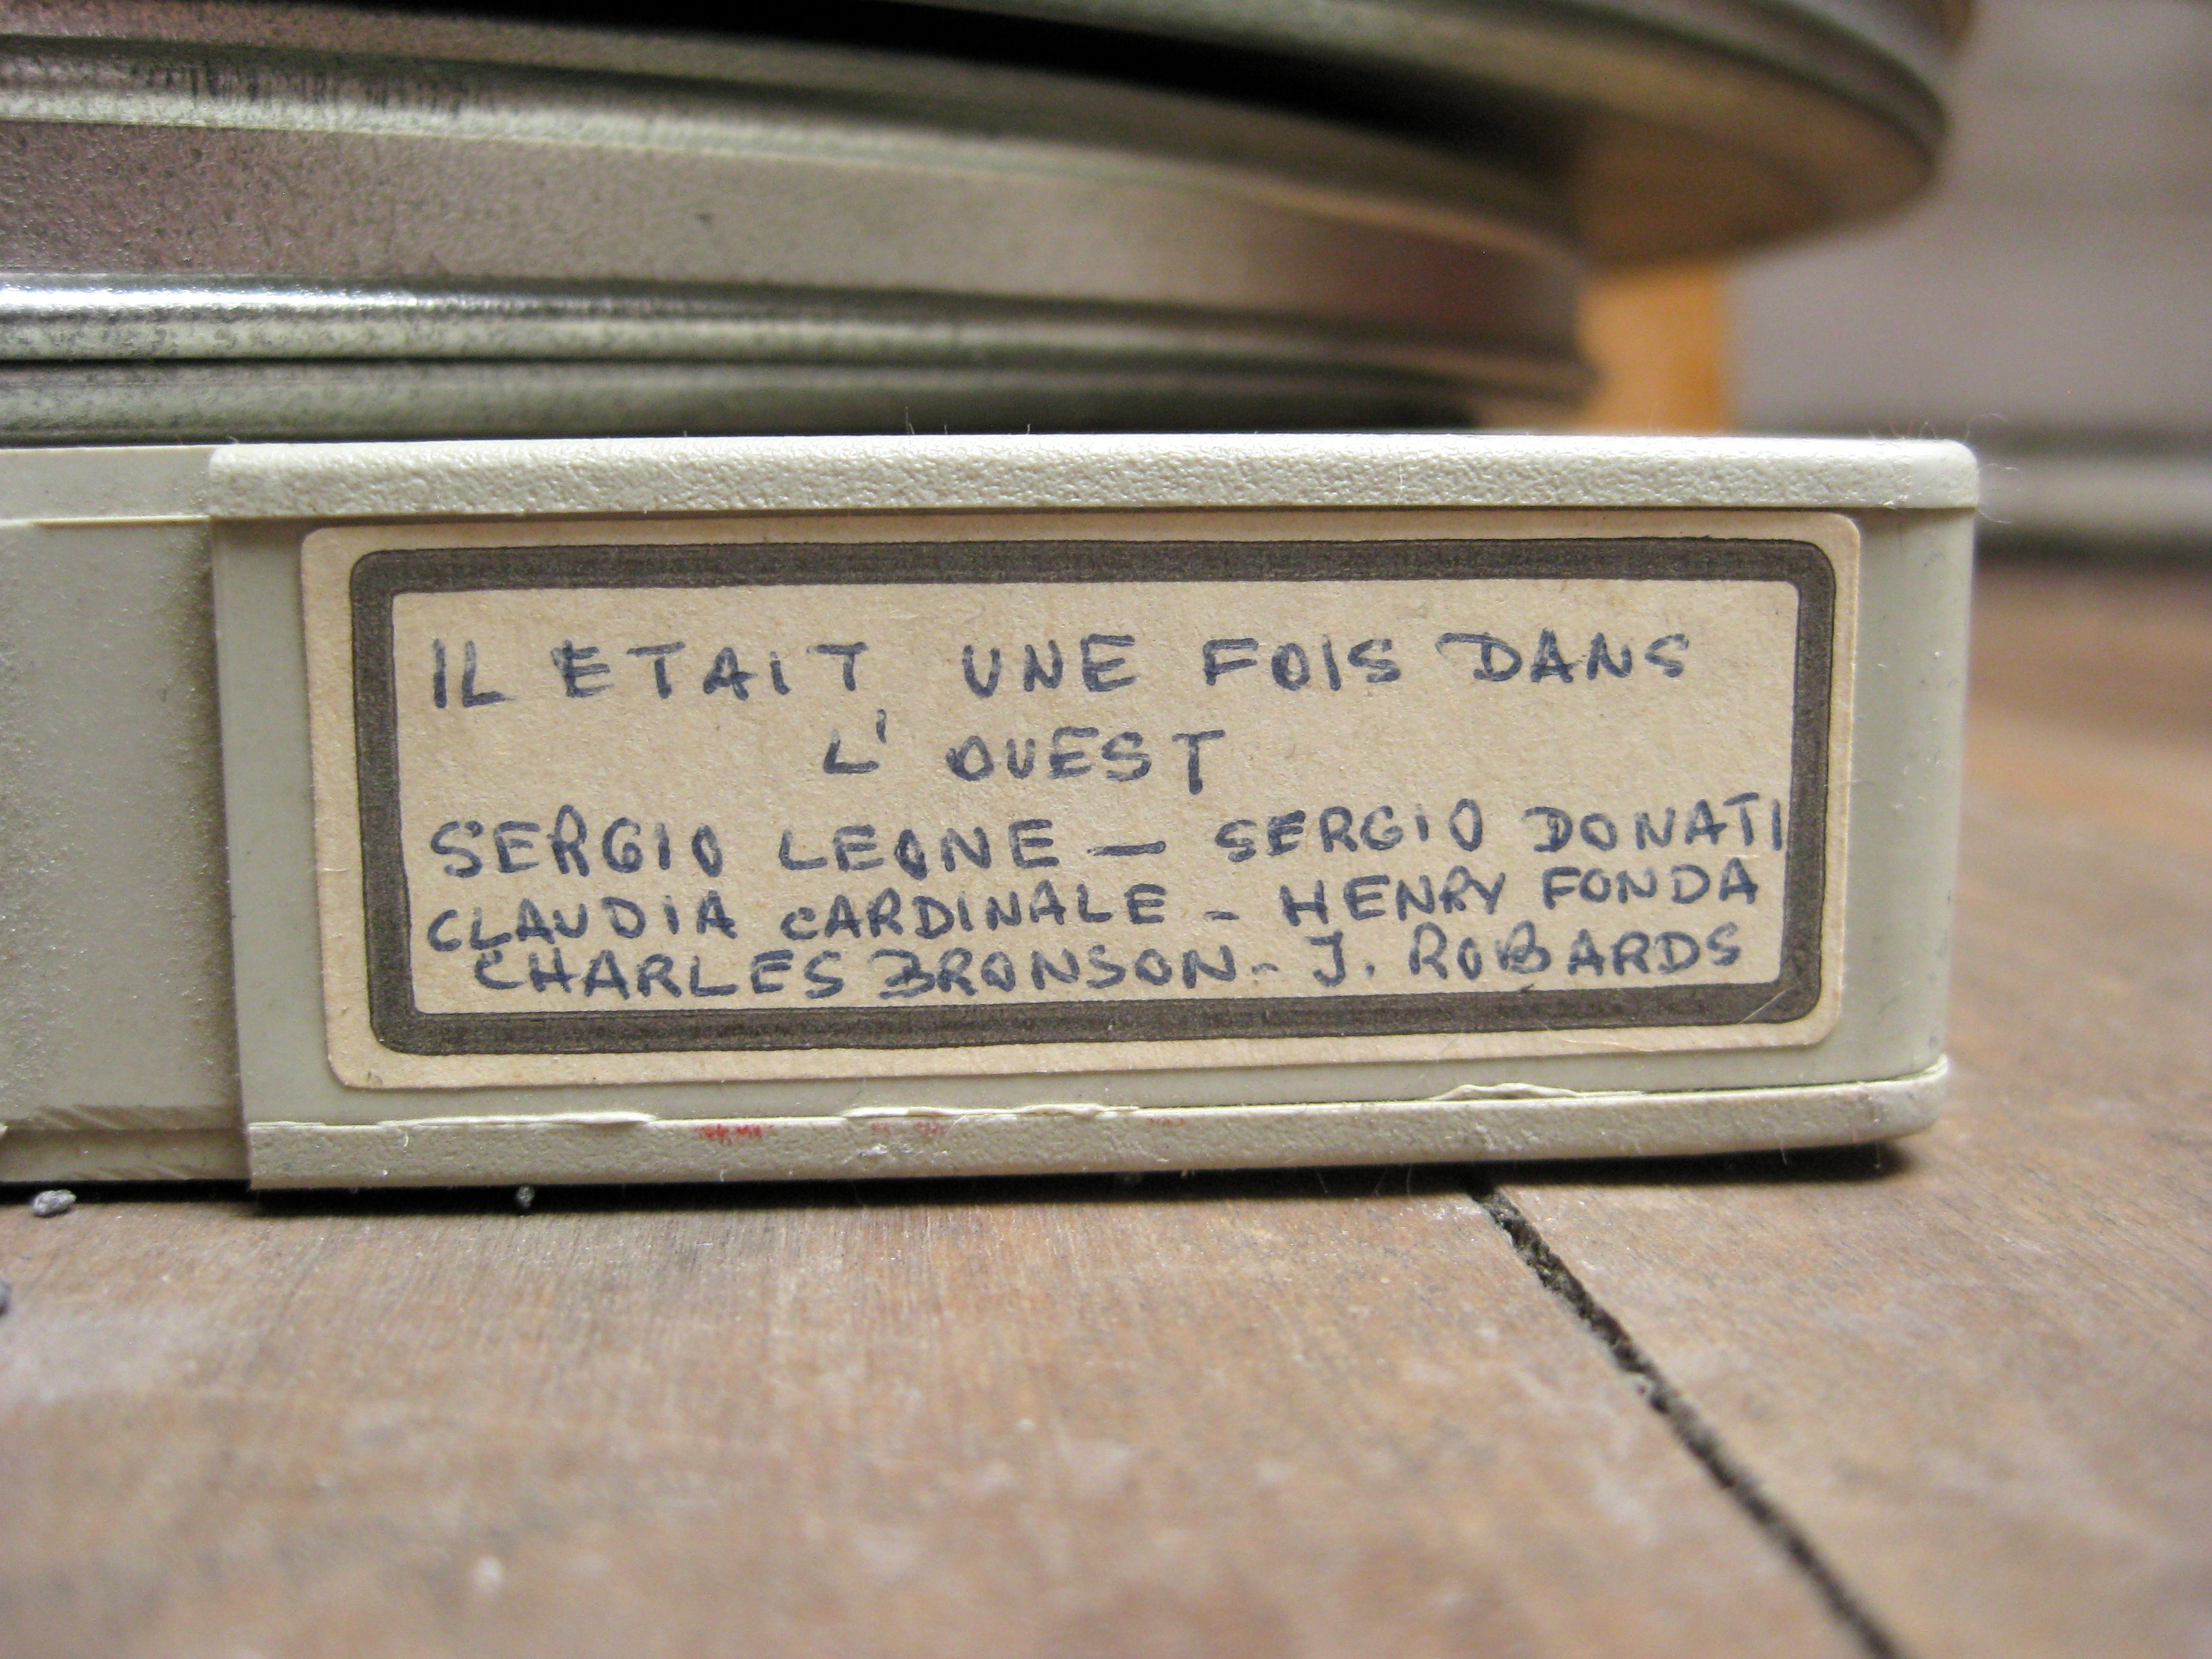 IL ETAIT UNE FOIS DANS
L' OUEST
SERGIO LEONE — SERGIO DONATI
CLAUDIA CARDINALE - HENRY FONDA
CHARLES BRONSON - J. ROBARDS